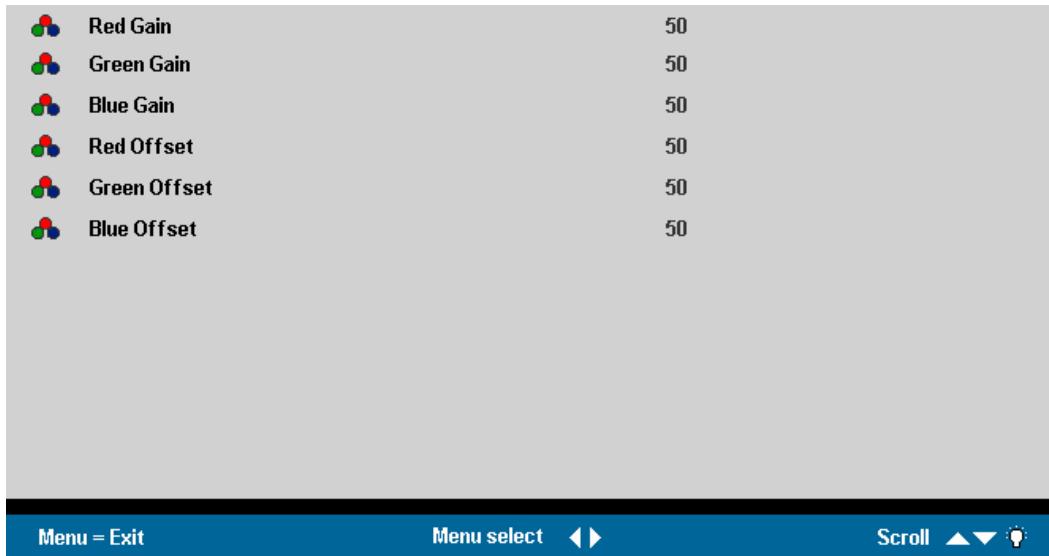 Red Gain 50
Green Gain 50
Blue Gain 50
Red Offset 50
Green Offset 50
Blue Offset 50
Menu = Exit Menu select Scroll